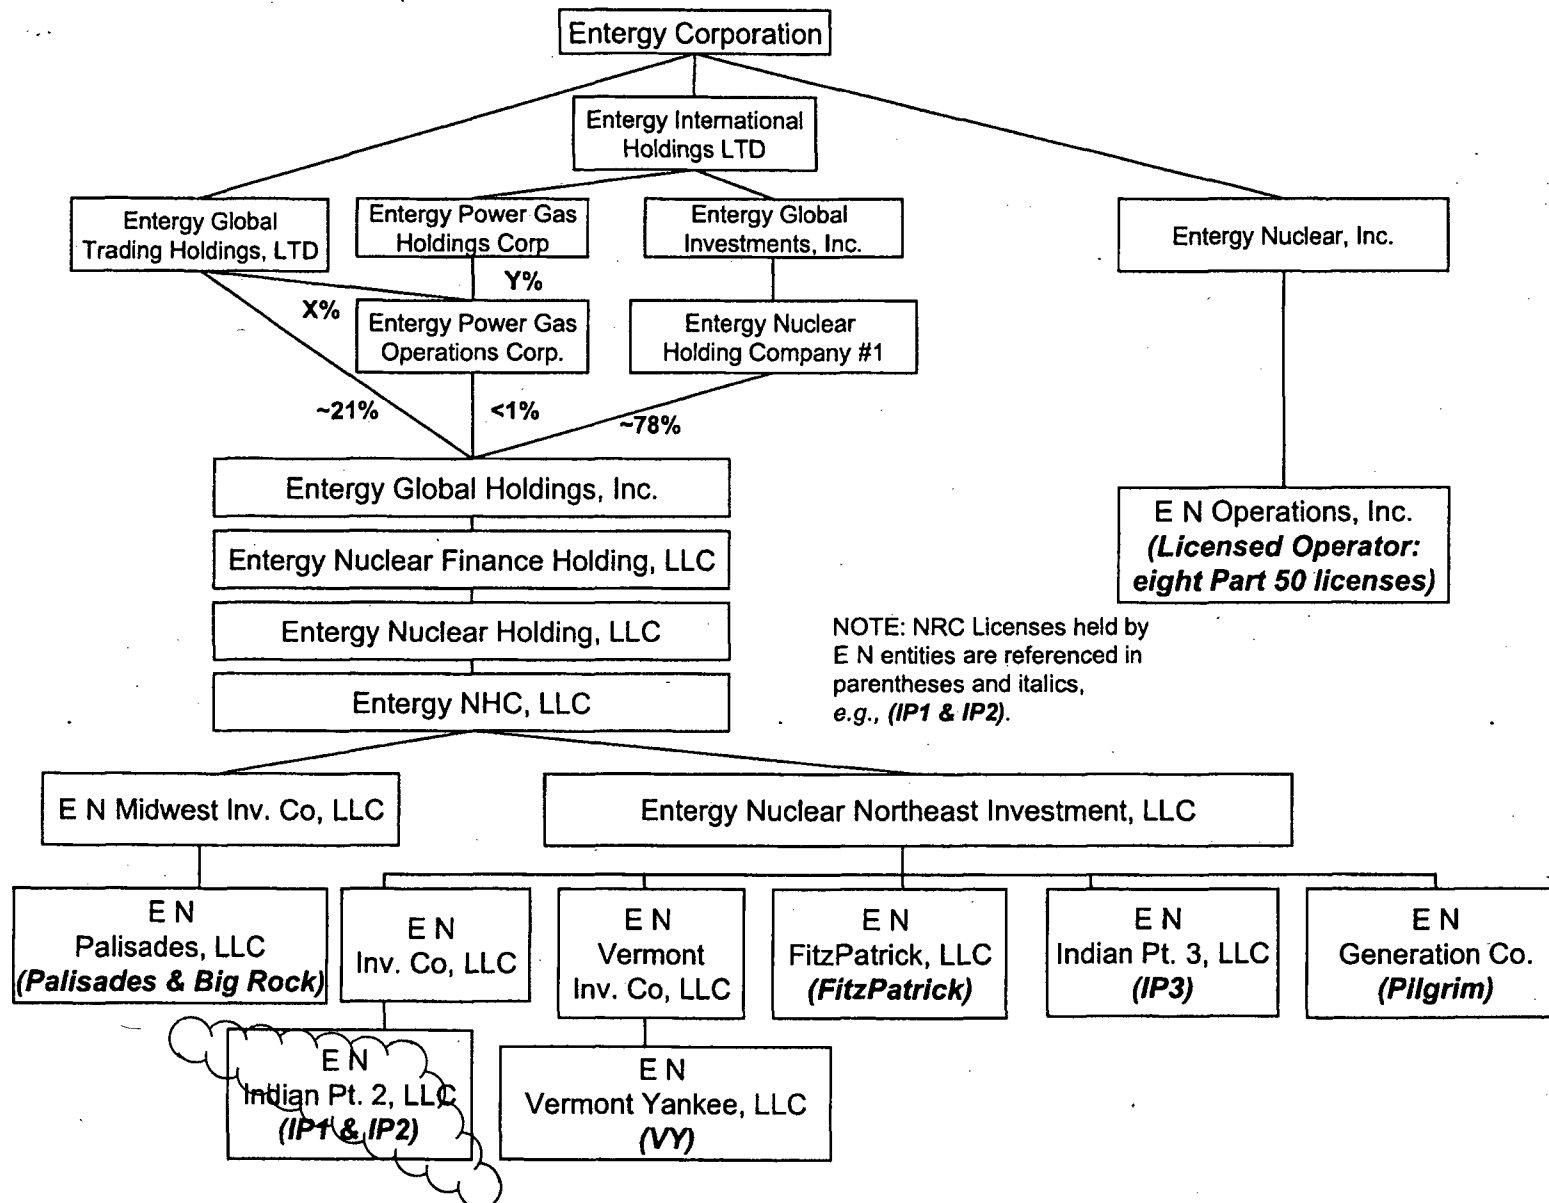 Entergy Corporation
Entergy International
Holdings LTD
Entergy Global
Trading Holdings, LTD
Entergy Power Gas
Holdings Corp
Entergy Global
Investments, Inc.
Entergy Nuclear, Inc.
X%
Y%
Entergy Power Gas
Operations Corp.
Entergy Nuclear
Holding Company #1
~21%
<1%
~78%
Entergy Global Holdings, Inc.
Entergy Nuclear Finance Holding, LLC
Entergy Nuclear Holding, LLC
Entergy NHC, LLC
E N Operations, Inc.
(Licensed Operator:
eight Part 50 licenses)
NOTE: NRC Licenses held by
E N entities are referenced in
parentheses and italics,
e.g., (IP1 & IP2).
E N Midwest Inv. Co, LLC
Entergy Nuclear Northeast Investment, LLC
E N
Palisades, LLC
(Palisades & Big Rock)
E N
Inv. Co, LLC
E N
Vermont
Inv. Co, LLC
E N
FitzPatrick, LLC
(FitzPatrick)
E N
Indian Pt. 3, LLC
(IP3)
E N
Generation Co.
(Pilgrim)
E N
Indian Pt. 2, LLC
(IP1 & IP2)
E N
Vermont Yankee, LLC
(VY)